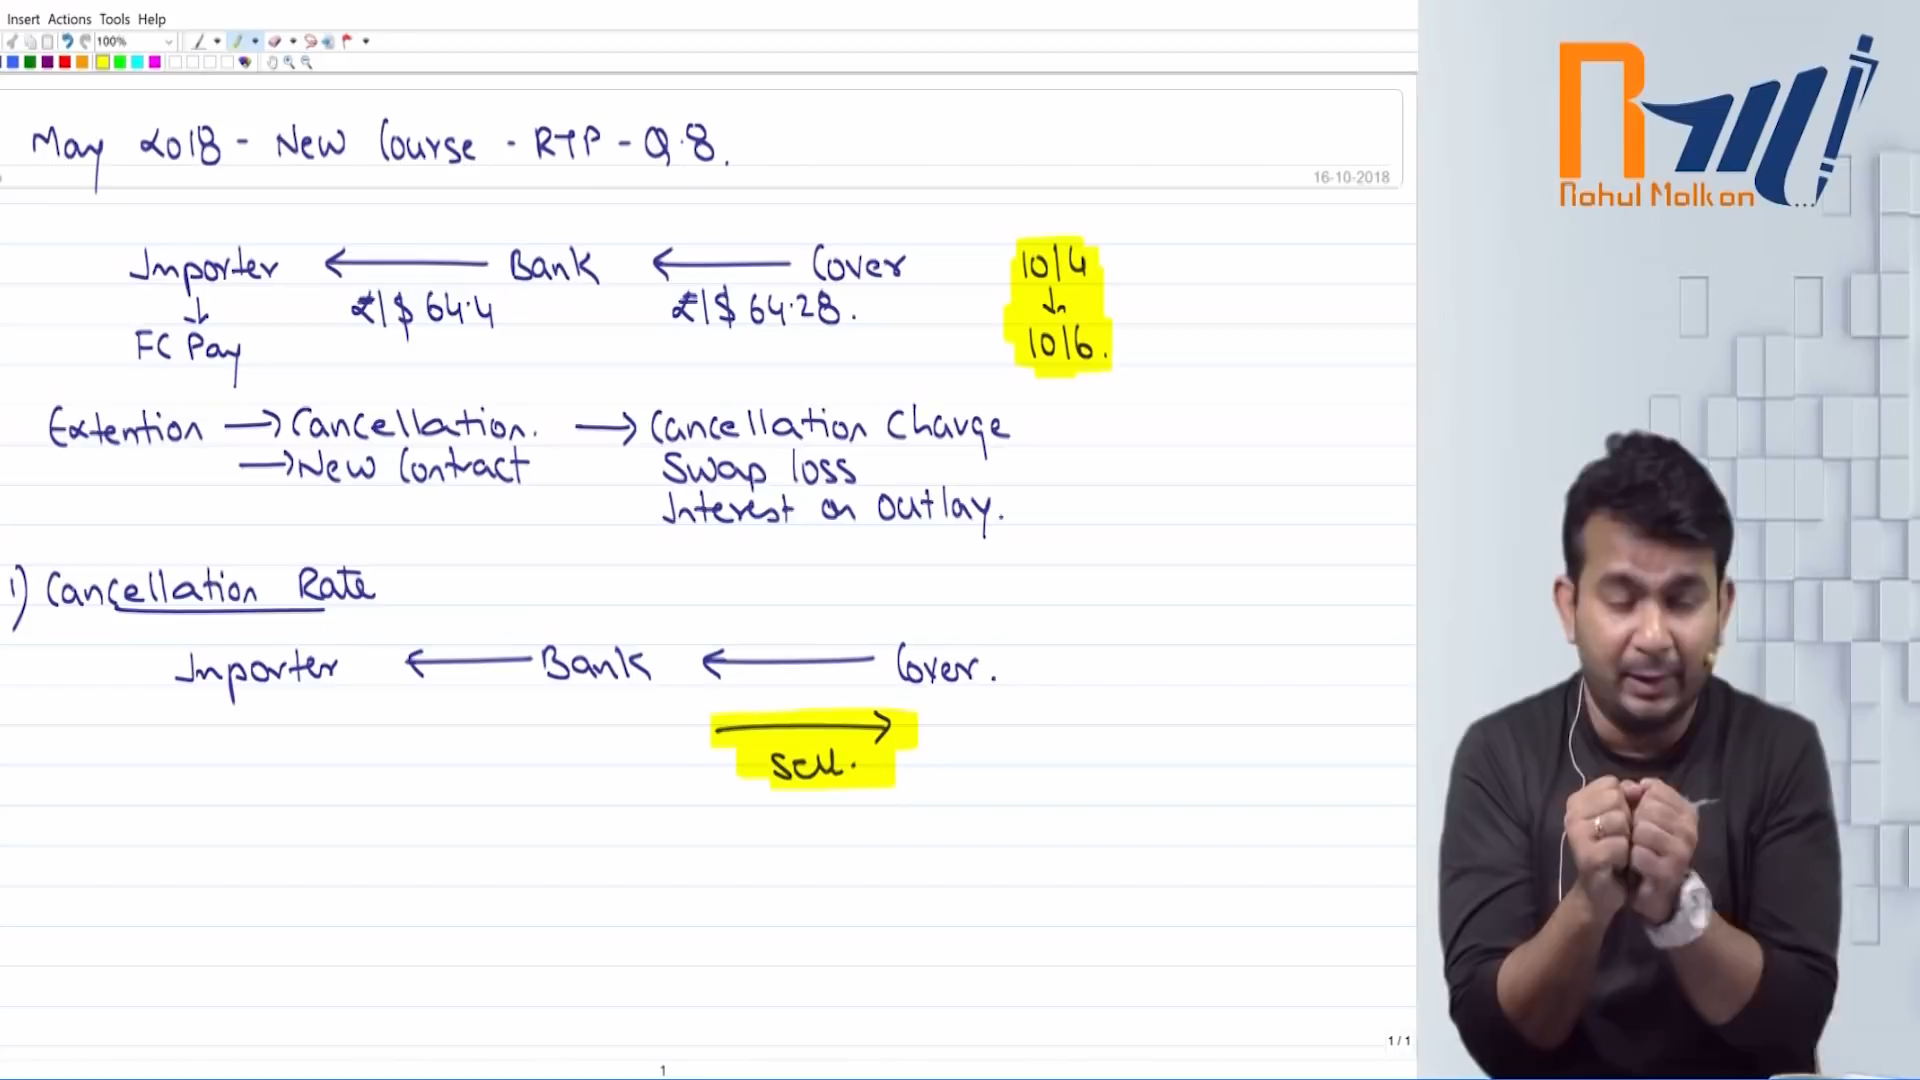 Insert Actions Tools Help
100%
May 2018 - New Course - RTP - Q.8.
16-10-2018
Importer ← Bank ← Cover
₹/$ 64.4 ₹/$ 64.28.
↓
FC Pay
10/4
↓
10/6.
Extention → Cancellation. → Cancellation Charge
→ New Contract Swap loss
Interest on outlay.
1) Cancellation Rate
Importer ← Bank ← Cover.
→
Sell.
1 / 1
1
Rahul Malkan